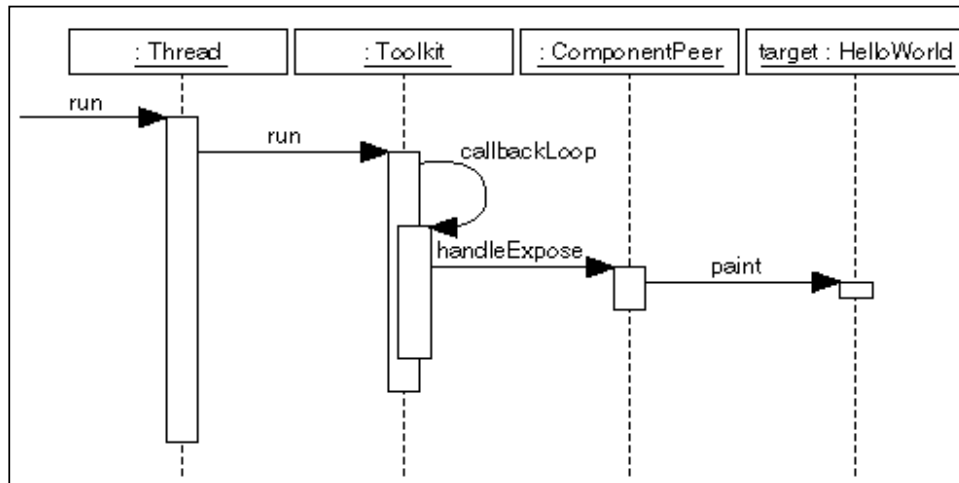 : Thread
: Toolkit
: ComponentPeer
target : HelloWorld
run
run
callbackLoop
handleExpose
paint